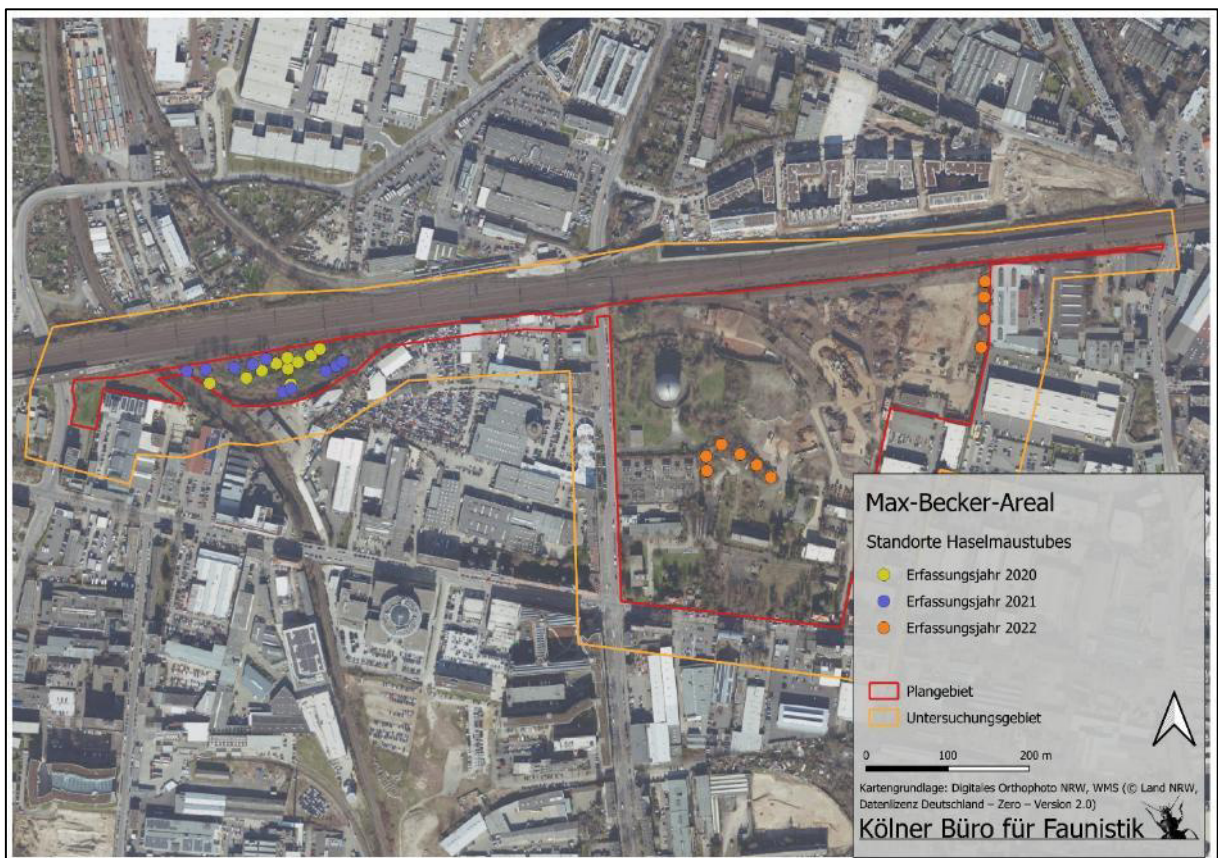 Max-Becker-Areal
Standorte Haselmaustubes
Erfassungsjahr 2020
Erfassungsjahr 2021
Erfassungsjahr 2022
Plangebiet
Untersuchungsgebiet
0 100 200 m
Kartengrundlage: Digitales Orthophoto NRW, WMS (© Land NRW,
Datenlizenz Deutschland – Zero – Version 2.0)
Kölner Büro für Faunistik